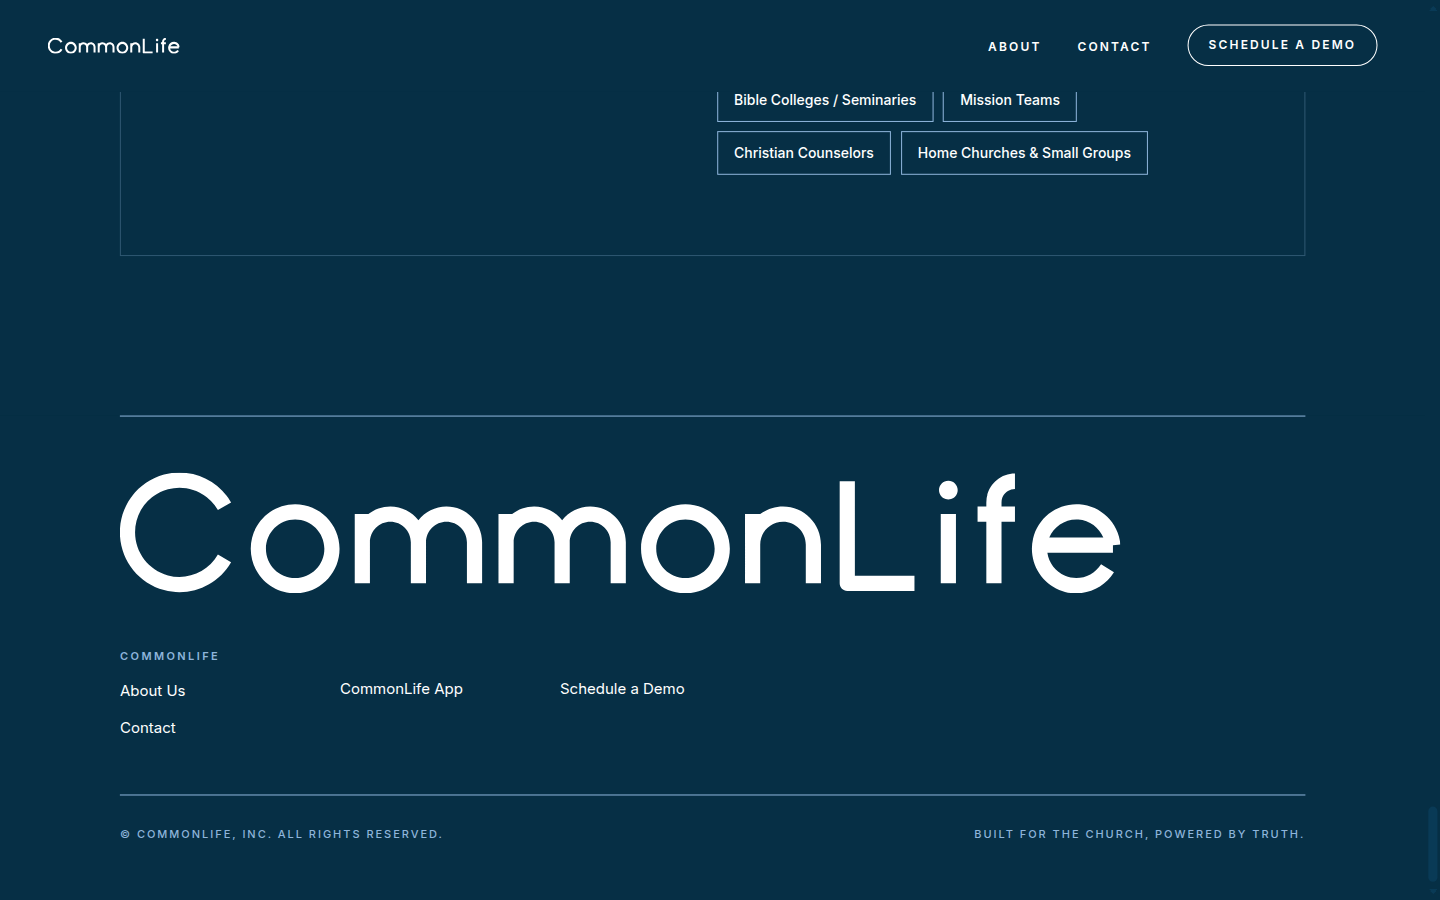 CommonLife
ABOUT
CONTACT
SCHEDULE A DEMO
Bible Colleges / Seminaries
Mission Teams
Christian Counselors
Home Churches & Small Groups
CommonLife
COMMONLIFE
About Us
CommonLife App
Schedule a Demo
Contact
© COMMONLIFE, INC. ALL RIGHTS RESERVED.
BUILT FOR THE CHURCH, POWERED BY TRUTH.